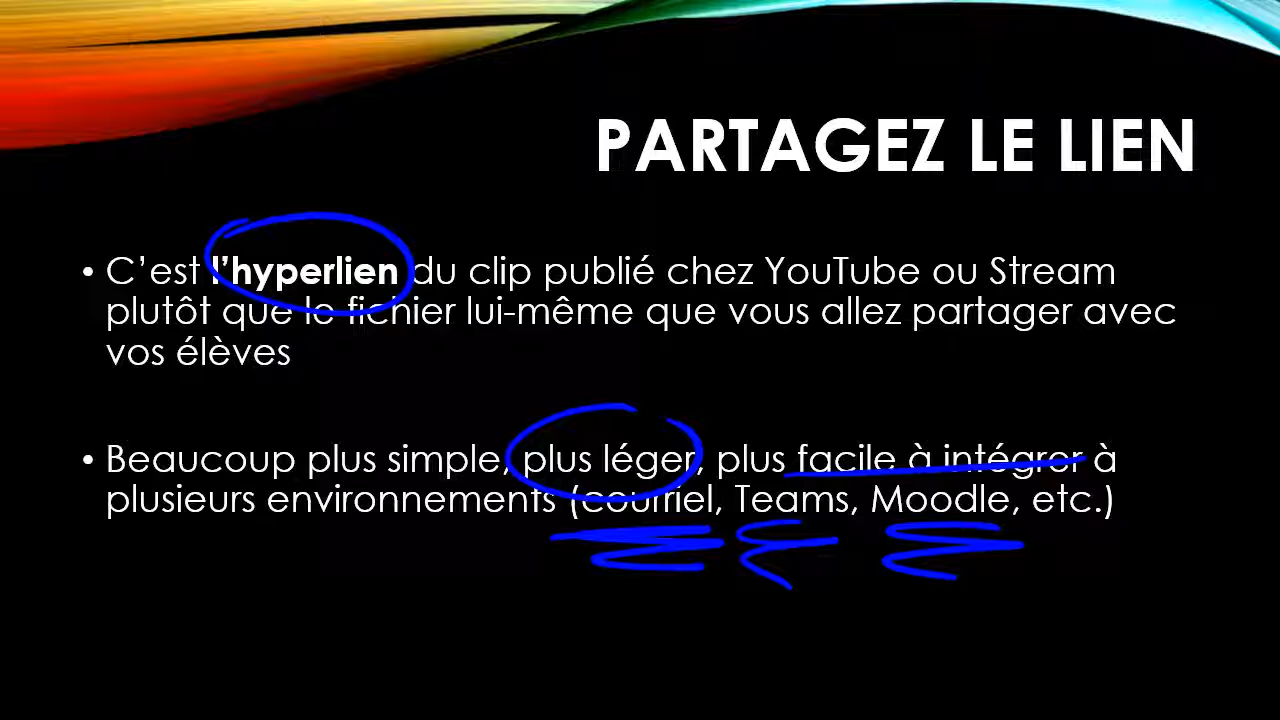 PARTAGEZ LE LIEN
• C’est l’hyperlien du clip publié chez YouTube ou Stream
plutôt que le fichier lui-même que vous allez partager avec
vos élèves
• Beaucoup plus simple, plus léger, plus facile à intégrer à
plusieurs environnements (courriel, Teams, Moodle, etc.)